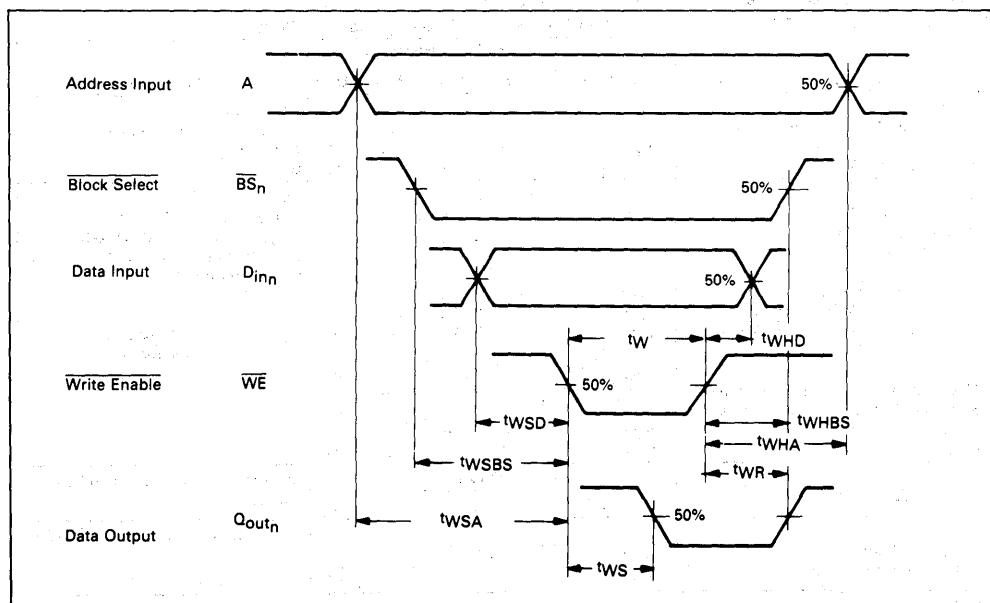 Address Input A 50%
Block Select BSn 50%
Data Input Dinn 50%
tW tWHD
Write Enable WE 50%
tWSD tWHBS
tWSBS tWHA
tWR
Data Output Qoutn tWSA 50%
tWS